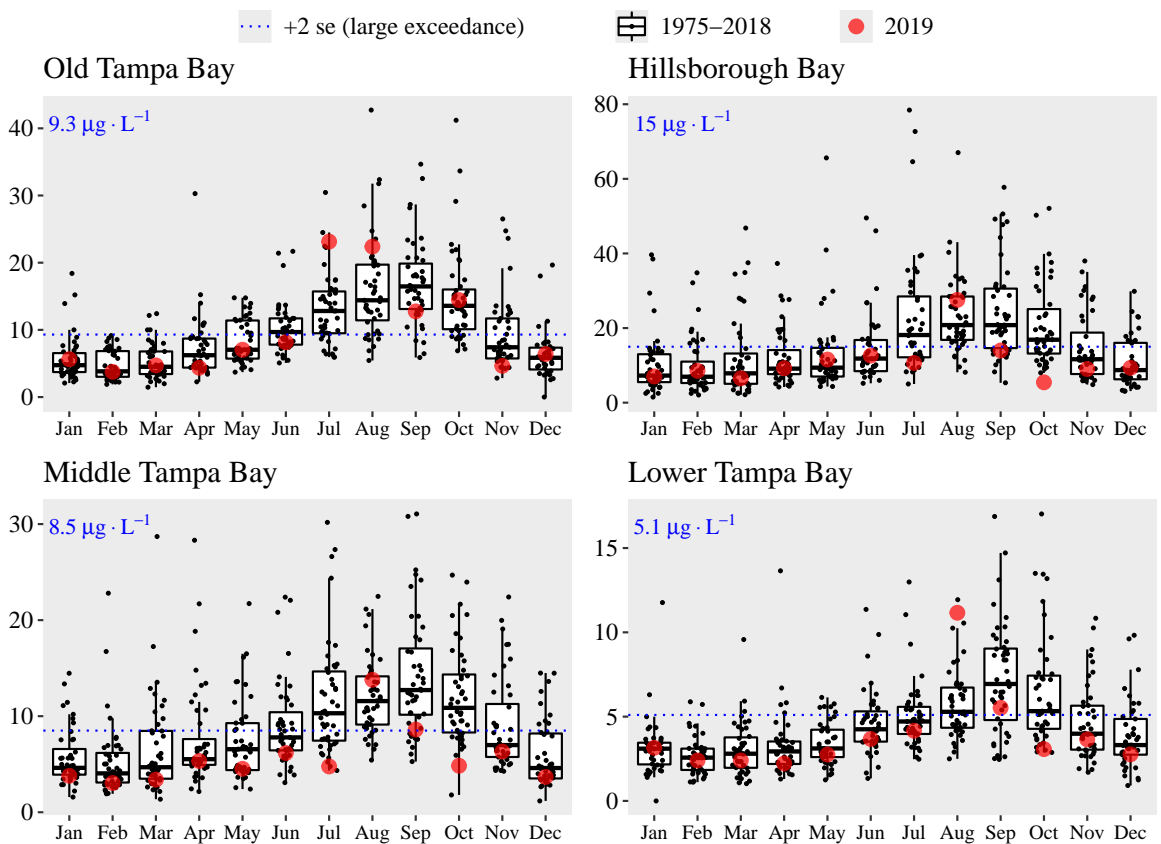 +2 se (large exceedance) 1975–2018 2019
Old Tampa Bay
9.3 µg · L⁻¹
40
30
20
10
0
Jan Feb Mar Apr May Jun Jul Aug Sep Oct Nov Dec
Hillsborough Bay
15 µg · L⁻¹
80
60
40
20
0
Jan Feb Mar Apr May Jun Jul Aug Sep Oct Nov Dec
Middle Tampa Bay
8.5 µg · L⁻¹
30
20
10
0
Jan Feb Mar Apr May Jun Jul Aug Sep Oct Nov Dec
Lower Tampa Bay
5.1 µg · L⁻¹
15
10
5
0
Jan Feb Mar Apr May Jun Jul Aug Sep Oct Nov Dec